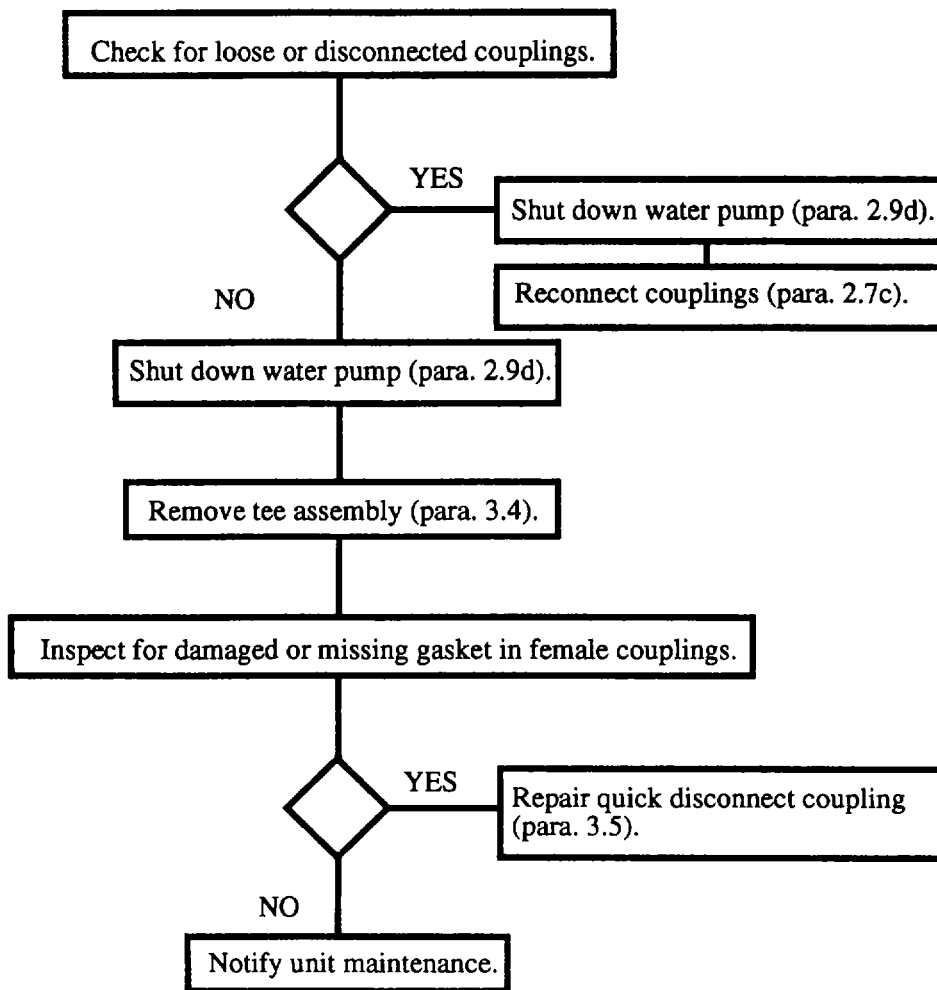 Check for loose or disconnected couplings.
YES
Shut down water pump (para. 2.9d).
Reconnect couplings (para. 2.7c).
NO
Shut down water pump (para. 2.9d).
Remove tee assembly (para. 3.4).
Inspect for damaged or missing gasket in female couplings.
YES
Repair quick disconnect coupling
(para. 3.5).
NO
Notify unit maintenance.